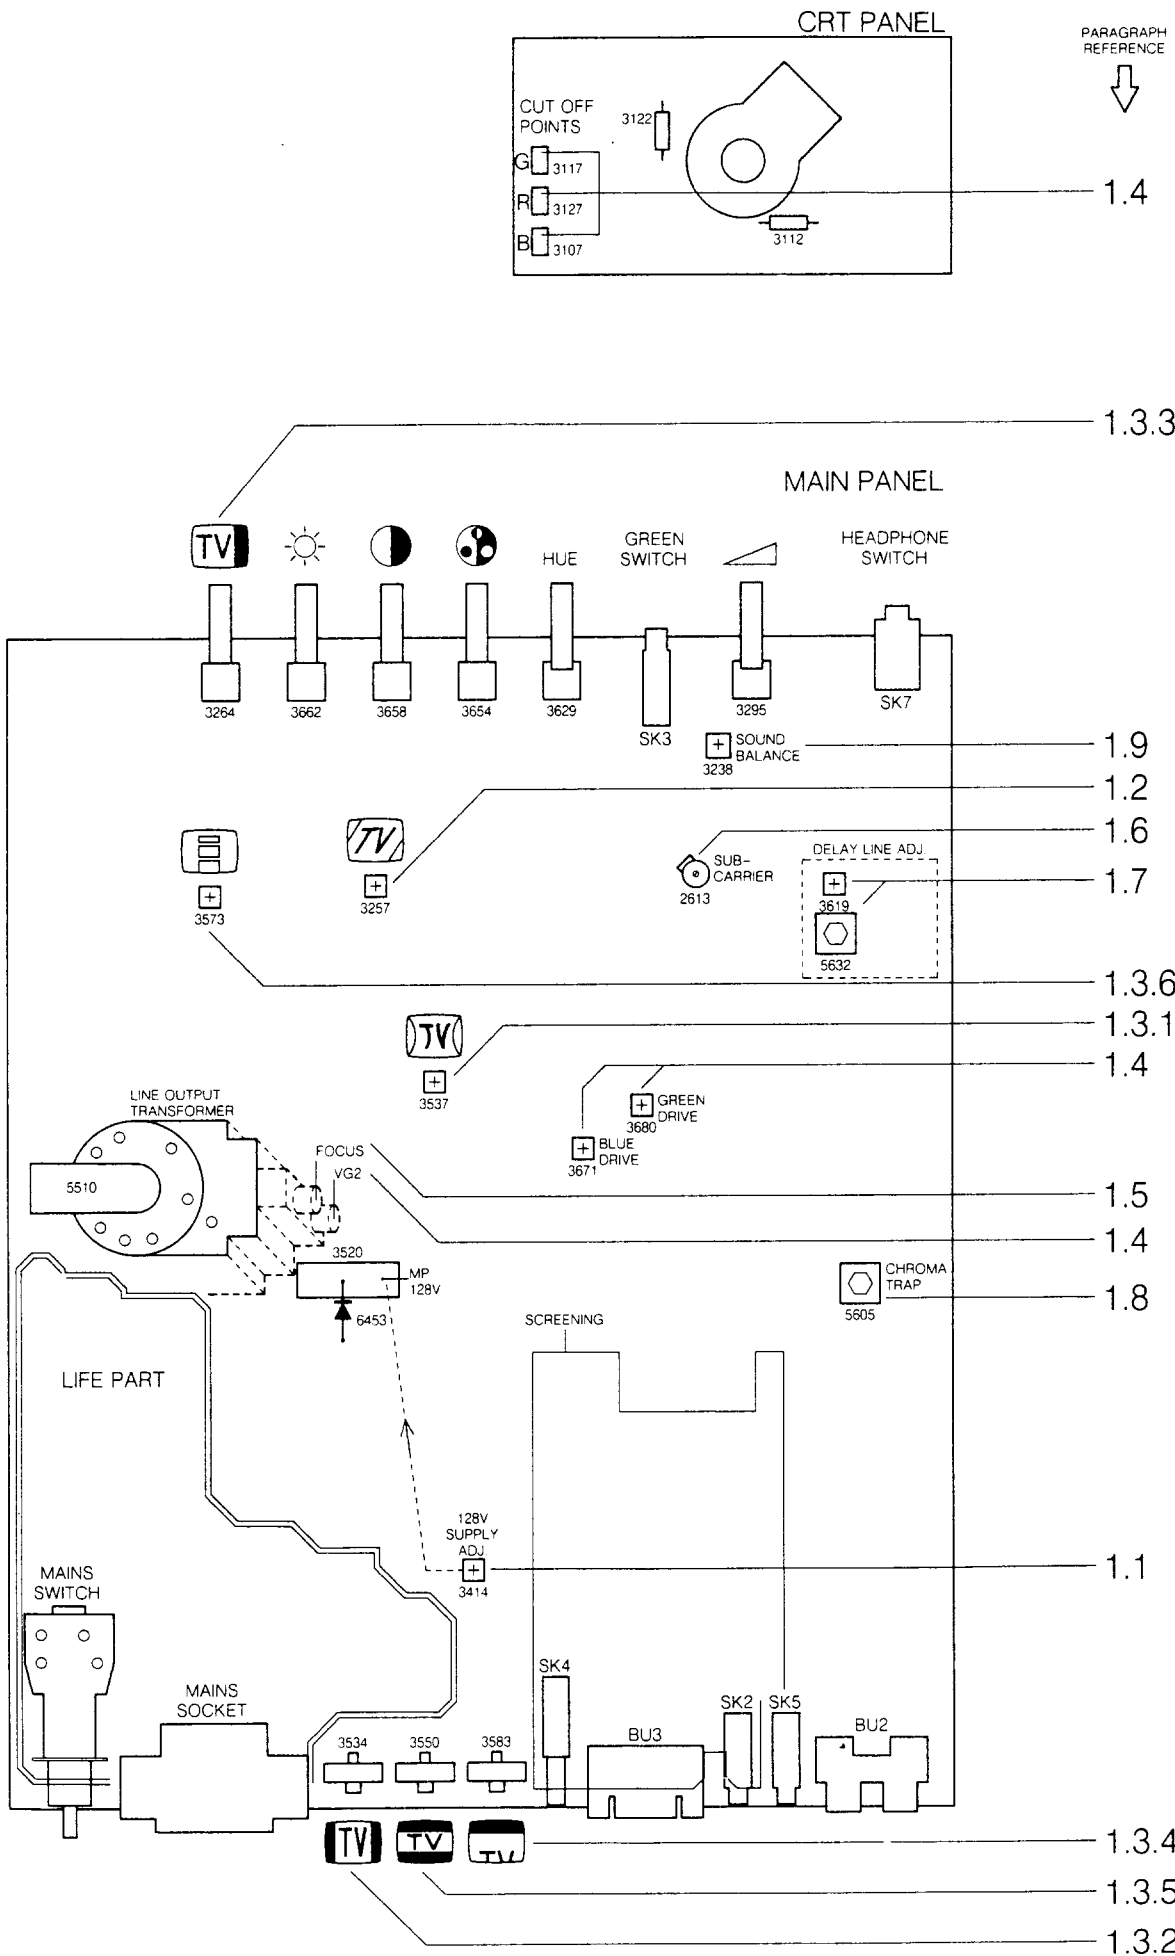 CRT PANEL
PARAGRAPH
REFERENCE
CUT OFF
POINTS
3122
G
3117
R
3127
1.4
B
3107
3112
1.3.3
MAIN PANEL
TV
HUE
GREEN
SWITCH
HEADPHONE
SWITCH
3264
3662
3658
3654
3629
SK3
3295
SK7
SOUND
BALANCE
3238
1.9
1.2
TV
1.6
SUB-
CARRIER
2613
DELAY LINE ADJ.
1.7
3619
3573
3257
5632
1.3.6
TV
1.3.1
3537
1.4
GREEN
DRIVE
3680
BLUE
DRIVE
3671
LINE OUTPUT
TRANSFORMER
FOCUS
VG2
5510
1.5
1.4
3520
MP
128V
6453
CHROMA
TRAP
5605
1.8
SCREENING
LIFE PART
128V
SUPPLY
ADJ
3414
1.1
MAINS
SWITCH
MAINS
SOCKET
SK4
SK2
SK5
BU3
BU2
3534
3550
3583
TV
TV
TV
1.3.4
1.3.5
1.3.2